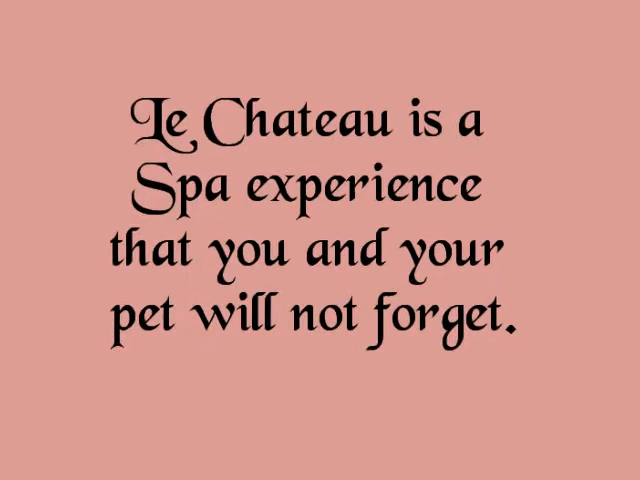 Le Chateau is a
Spa experience
that you and your
pet will not forget.